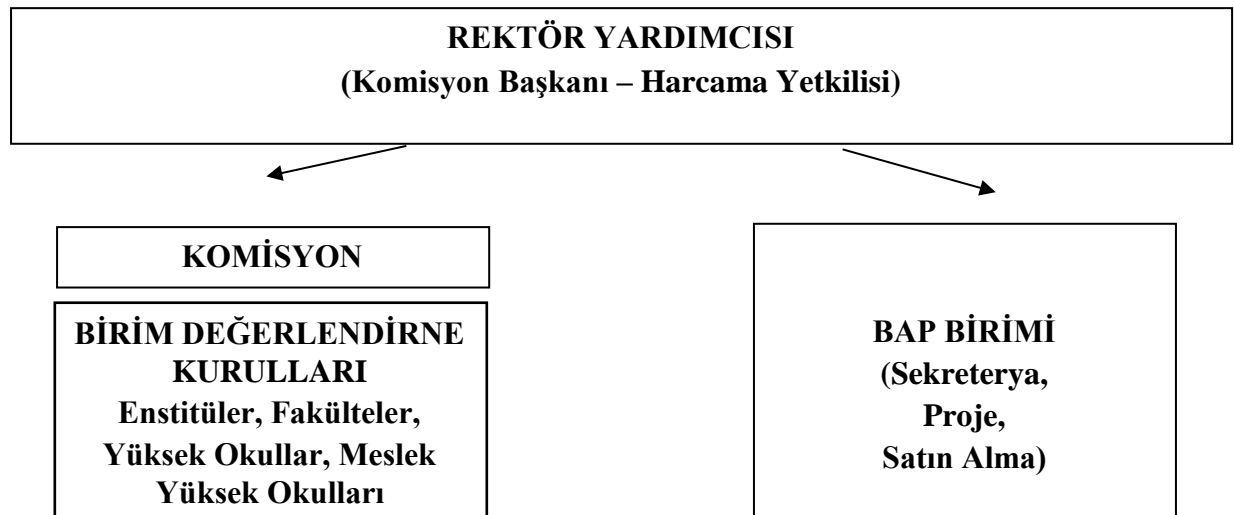 REKTÖR YARDIMCISI
(Komisyon Başkanı – Harcama Yetkilisi)
KOMİSYON
BİRİM DEĞERLENDİRNE
KURULLARI
Enstitüler, Fakülteler,
Yüksek Okullar, Meslek
Yüksek Okulları
BAP BİRİMİ
(Sekreterya,
Proje,
Satın Alma)